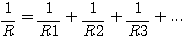 1/R = 1/R1 + 1/R2 + 1/R3 + ...